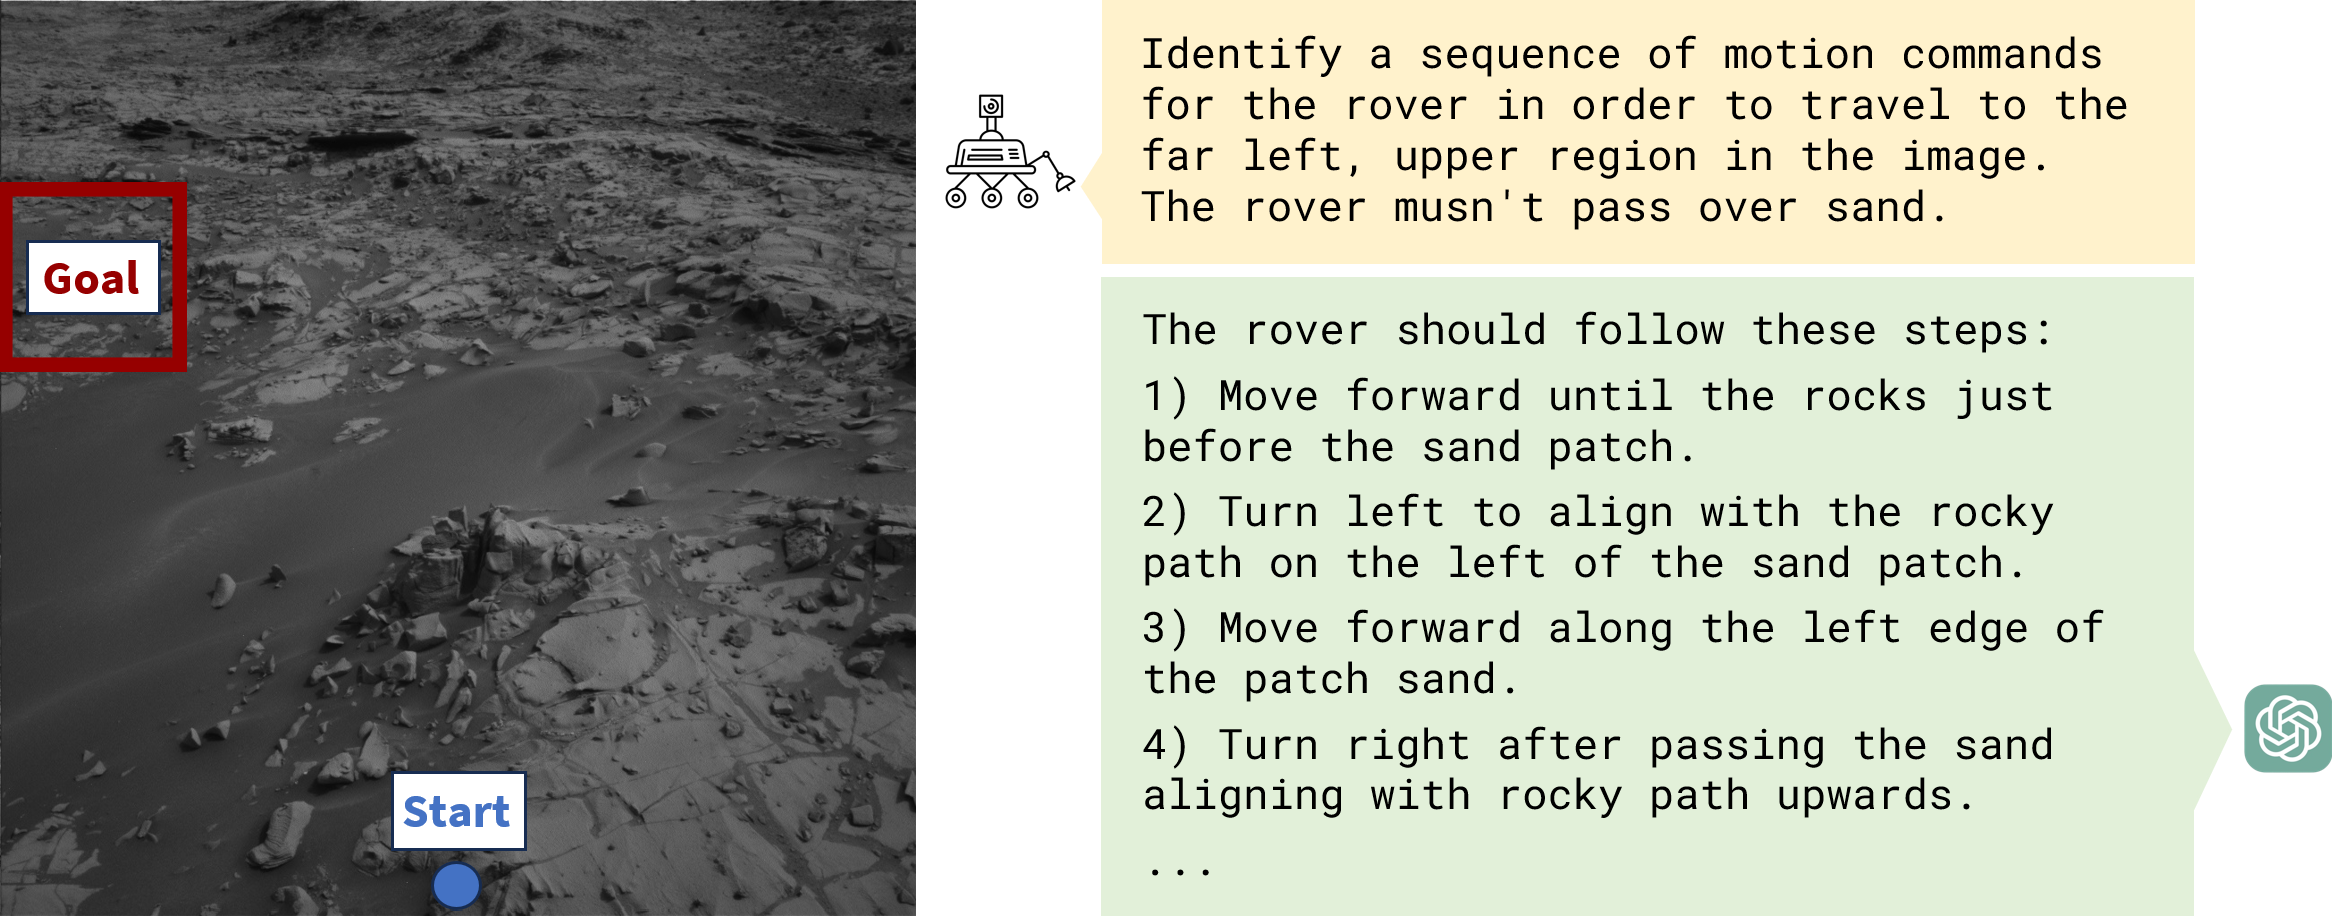 Goal
Start
Identify a sequence of motion commands
for the rover in order to travel to the
far left, upper region in the image.
The rover musn't pass over sand.
The rover should follow these steps:
1) Move forward until the rocks just
before the sand patch.
2) Turn left to align with the rocky
path on the left of the sand patch.
3) Move forward along the left edge of
the patch sand.
4) Turn right after passing the sand
aligning with rocky path upwards.
...